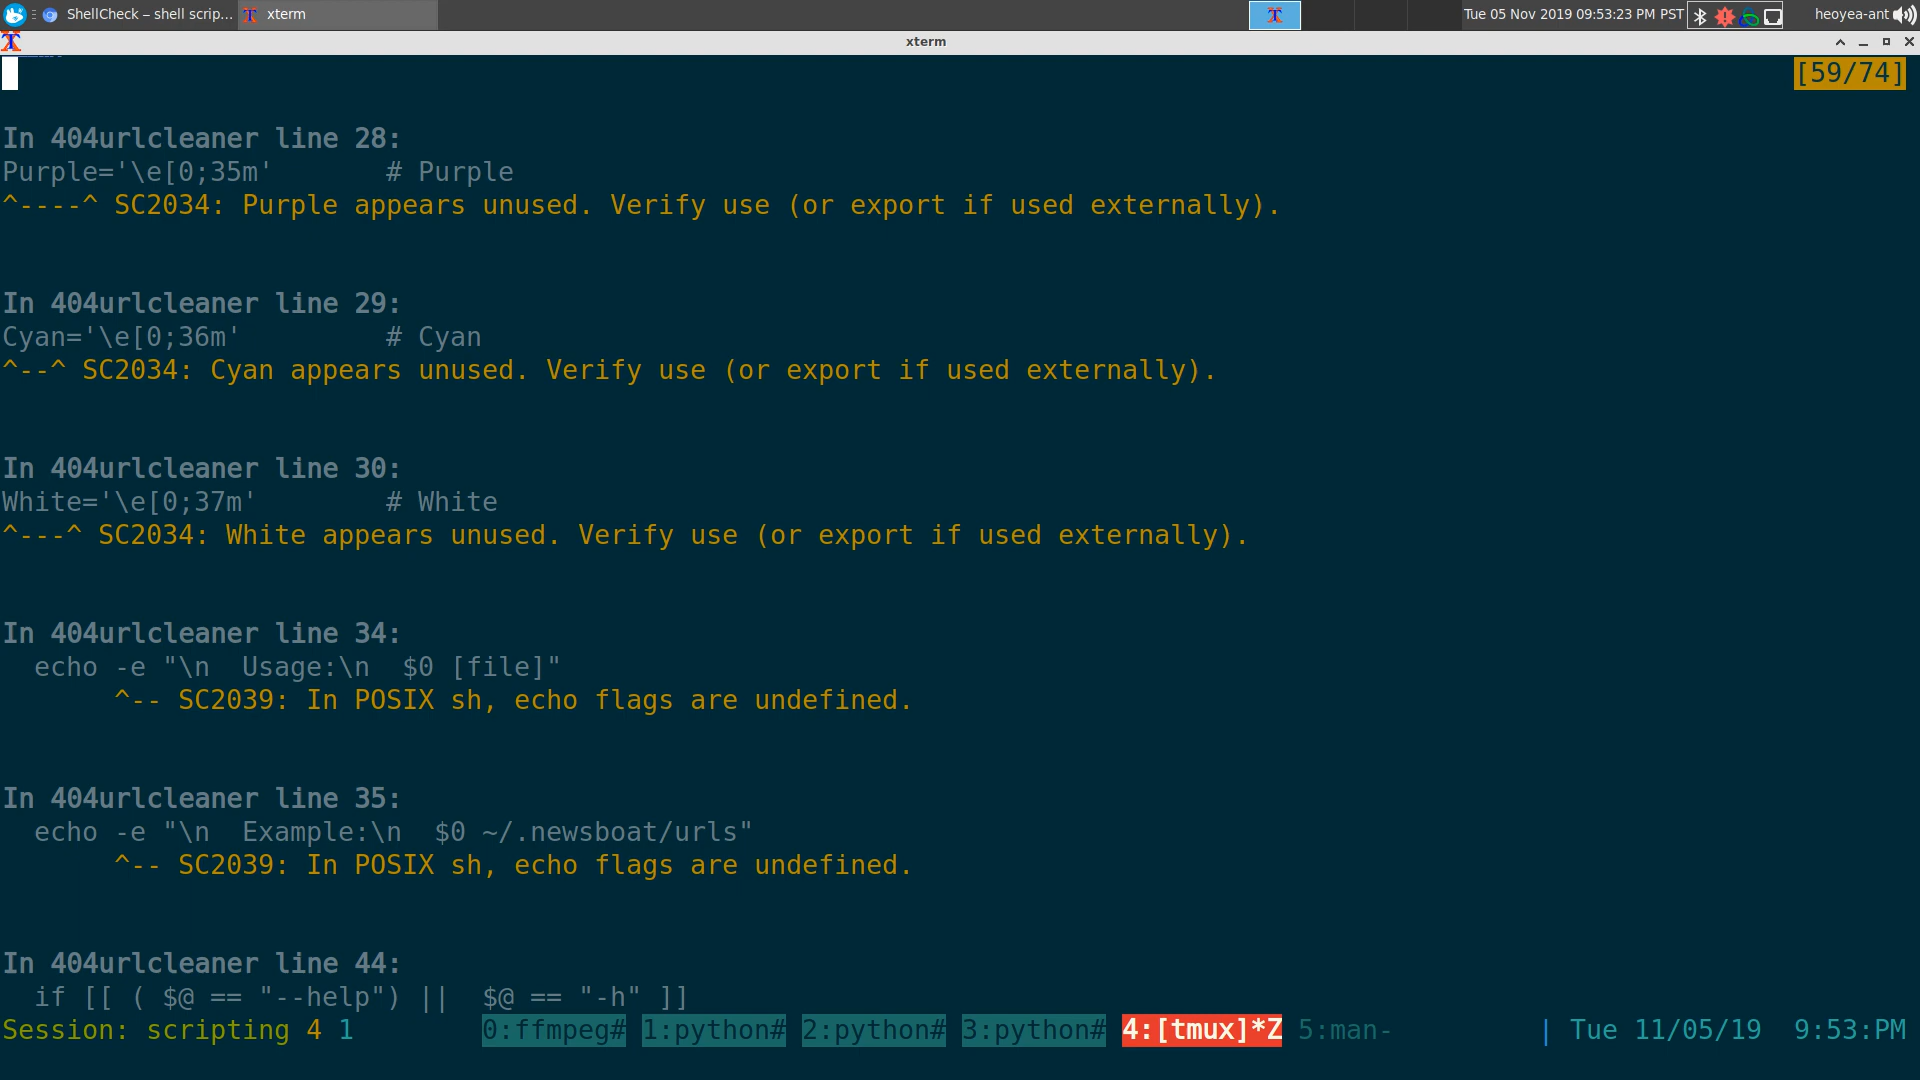 ShellCheck – shell scrip... xterm Tue 05 Nov 2019 09:53:23 PM PST heoyea-ant
xterm
[59/74]
In 404urlcleaner line 28:
Purple='\e[0;35m'       # Purple
^----^ SC2034: Purple appears unused. Verify use (or export if used externally).
In 404urlcleaner line 29:
Cyan='\e[0;36m'         # Cyan
^--^ SC2034: Cyan appears unused. Verify use (or export if used externally).
In 404urlcleaner line 30:
White='\e[0;37m'        # White
^---^ SC2034: White appears unused. Verify use (or export if used externally).
In 404urlcleaner line 34:
  echo -e "\n  Usage:\n  $0 [file]"
       ^-- SC2039: In POSIX sh, echo flags are undefined.
In 404urlcleaner line 35:
  echo -e "\n  Example:\n  $0 ~/.newsboat/urls"
       ^-- SC2039: In POSIX sh, echo flags are undefined.
In 404urlcleaner line 44:
  if [[ ( $@ == "--help") ||  $@ == "-h" ]]
Session: scripting 4 1 0:ffmpeg# 1:python# 2:python# 3:python# 4:[tmux]*Z 5:man- | Tue 11/05/19  9:53:PM